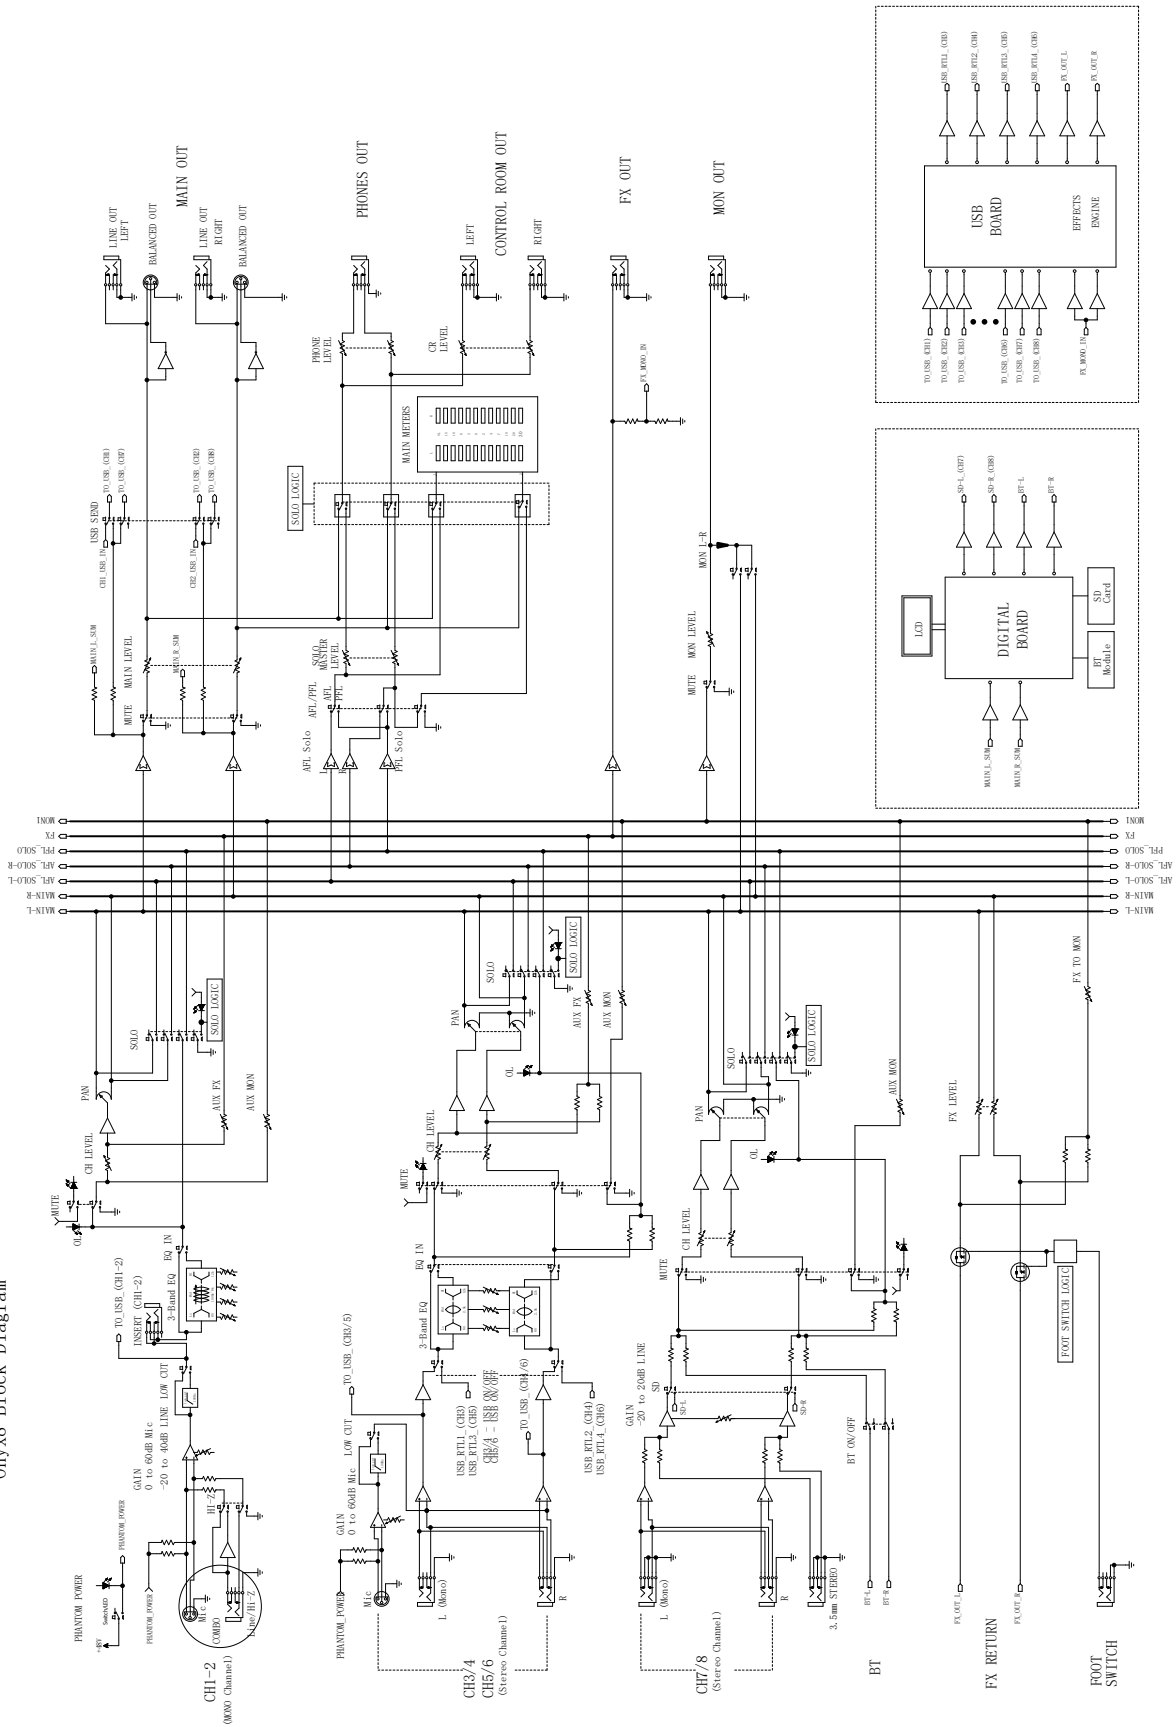 Onyx8 Block Diagram
PHANTOM POWER
+48V
Switch/LED
PHANTOM_POWER
PHANTOM_POWER
CH1-2
(MONO Channel)
COMBO
Mic
Line/Hi-Z
HI-Z
GAIN
0 to 60dB Mic
-20 to 40dB LINE
LOW CUT
TO_USB_(CH1-2)
INSERT (CH1-2)
3-Band EQ
EQ IN
OL
MUTE
CH LEVEL
PAN
AUX FX
AUX MON
SOLO
SOLO LOGIC
CH3/4
CH5/6
(Stereo Channel)
PHANTOM_POWER
Mic
L (Mono)
R
GAIN
0 to 60dB Mic
LOW CUT
TO_USB_(CH3/5)
USB_RTL1_(CH3)
USB_RTL3_(CH5)
CH3/4 - USB ON/OFF
CH5/6 - USB ON/OFF
TO_USB_(CH4/6)
USB_RTL2_(CH4)
USB_RTL4_(CH6)
3-Band EQ
EQ IN
MUTE
CH LEVEL
OL
PAN
SOLO
SOLO LOGIC
AUX FX
AUX MON
CH7/8
(Stereo Channel)
L (Mono)
R
3.5mm STEREO
GAIN
-20 to 20dB LINE
SD
SD-L
SD-R
MUTE
CH LEVEL
PAN
OL
SOLO
SOLO LOGIC
AUX MON
BT
BT-L
BT-R
BT ON/OFF
FX RETURN
FX_OUT_L
FX_OUT_R
FX LEVEL
FX TO MON
FOOT
SWITCH
FOOT SWITCH LOGIC
MAIN-L
MAIN-R
AFL_SOLO-L
AFL_SOLO-R
PFL_SOLO
FX
MON1
MAIN-L
MAIN-R
AFL_SOLO-L
AFL_SOLO-R
PFL_SOLO
FX
MON1
MUTE
MAIN_L_SUM
MAIN LEVEL
MAIN_R_SUM
CH1_USB_IN
CH2_USB_IN
USB SEND
TO_USB_(CH1)
TO_USB_(CH7)
TO_USB_(CH2)
TO_USB_(CH8)
LINE OUT
LEFT
BALANCED OUT
LINE OUT
RIGHT
BALANCED OUT
MAIN OUT
AFL Solo
L
R
PFL Solo
AFL/PFL
AFL
PFL
SOLO
MASTER
LEVEL
SOLO LOGIC
MAIN METERS
PHONE
LEVEL
CR
LEVEL
PHONES OUT
LEFT
RIGHT
CONTROL ROOM OUT
FX_MONO_IN
FX OUT
MUTE
MON LEVEL
MON L-R
MON OUT
MAIN_L_SUM
MAIN_R_SUM
LCD
DIGITAL
BOARD
BT
Module
SD
Card
SD-L_(CH7)
SD-R_(CH8)
BT-L
BT-R
TO_USB_(CH1)
TO_USB_(CH2)
TO_USB_(CH3)
TO_USB_(CH6)
TO_USB_(CH7)
TO_USB_(CH8)
FX_MONO_IN
USB
BOARD
EFFECTS
ENGINE
USB_RTL1_(CH3)
USB_RTL2_(CH4)
USB_RTL3_(CH5)
USB_RTL4_(CH6)
FX_OUT_L
FX_OUT_R